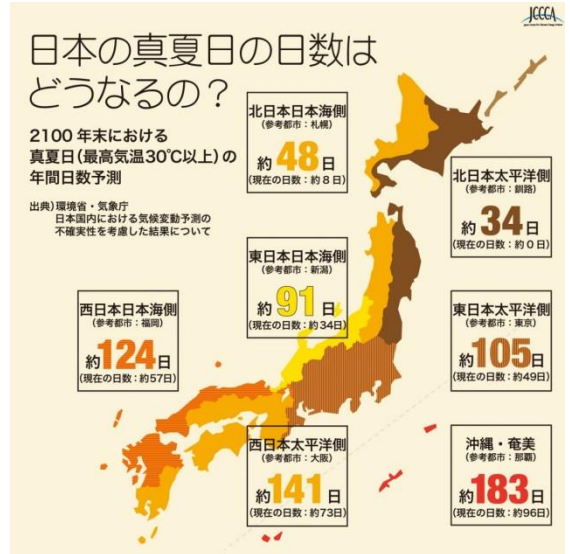 JCCCA
日本の真夏日の日数は
どうなるの？
2100年末における
真夏日(最高気温30℃以上)の
年間日数予測
出典)環境省・気象庁
日本国内における気候変動予測の
不確実性を考慮した結果について
北日本日本海側
(参考都市：札幌)
約48日
(現在の日数：約8日)
北日本太平洋側
(参考都市：釧路)
約34日
(現在の日数：約0日)
東日本日本海側
(参考都市：新潟)
約91日
(現在の日数：約34日)
西日本日本海側
(参考都市：福岡)
約124日
(現在の日数：約57日)
東日本太平洋側
(参考都市：東京)
約105日
(現在の日数：約49日)
西日本太平洋側
(参考都市：大阪)
約141日
(現在の日数：約73日)
沖縄・奄美
(参考都市：那覇)
約183日
(現在の日数：約96日)